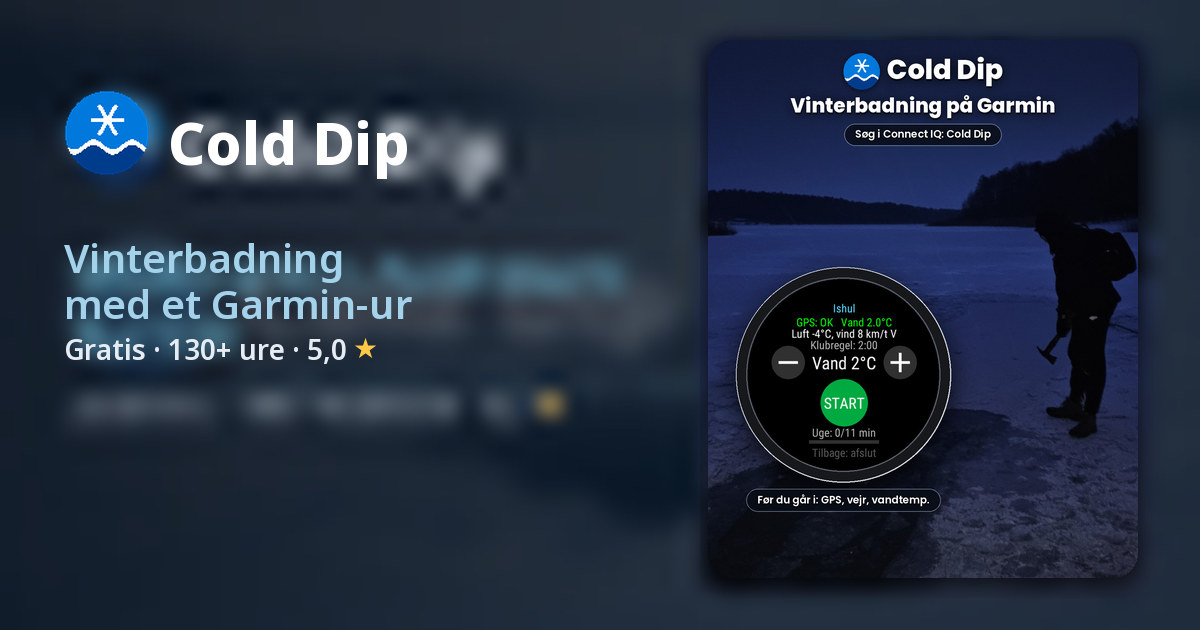 Cold Dip
Vinterbadning
med et Garmin-ur
Gratis · 130+ ure · 5,0 ★
Cold Dip
Vinterbadning på Garmin
Søg i Connect IQ: Cold Dip
Ishul
GPS: OK Vand 2.0°C
Luft -4°C, vind 8 km/t V
Klubregel: 2:00
− Vand 2°C +
START
Uge: 0/11 min
Tilbage: afslut
Før du går i: GPS, vejr, vandtemp.